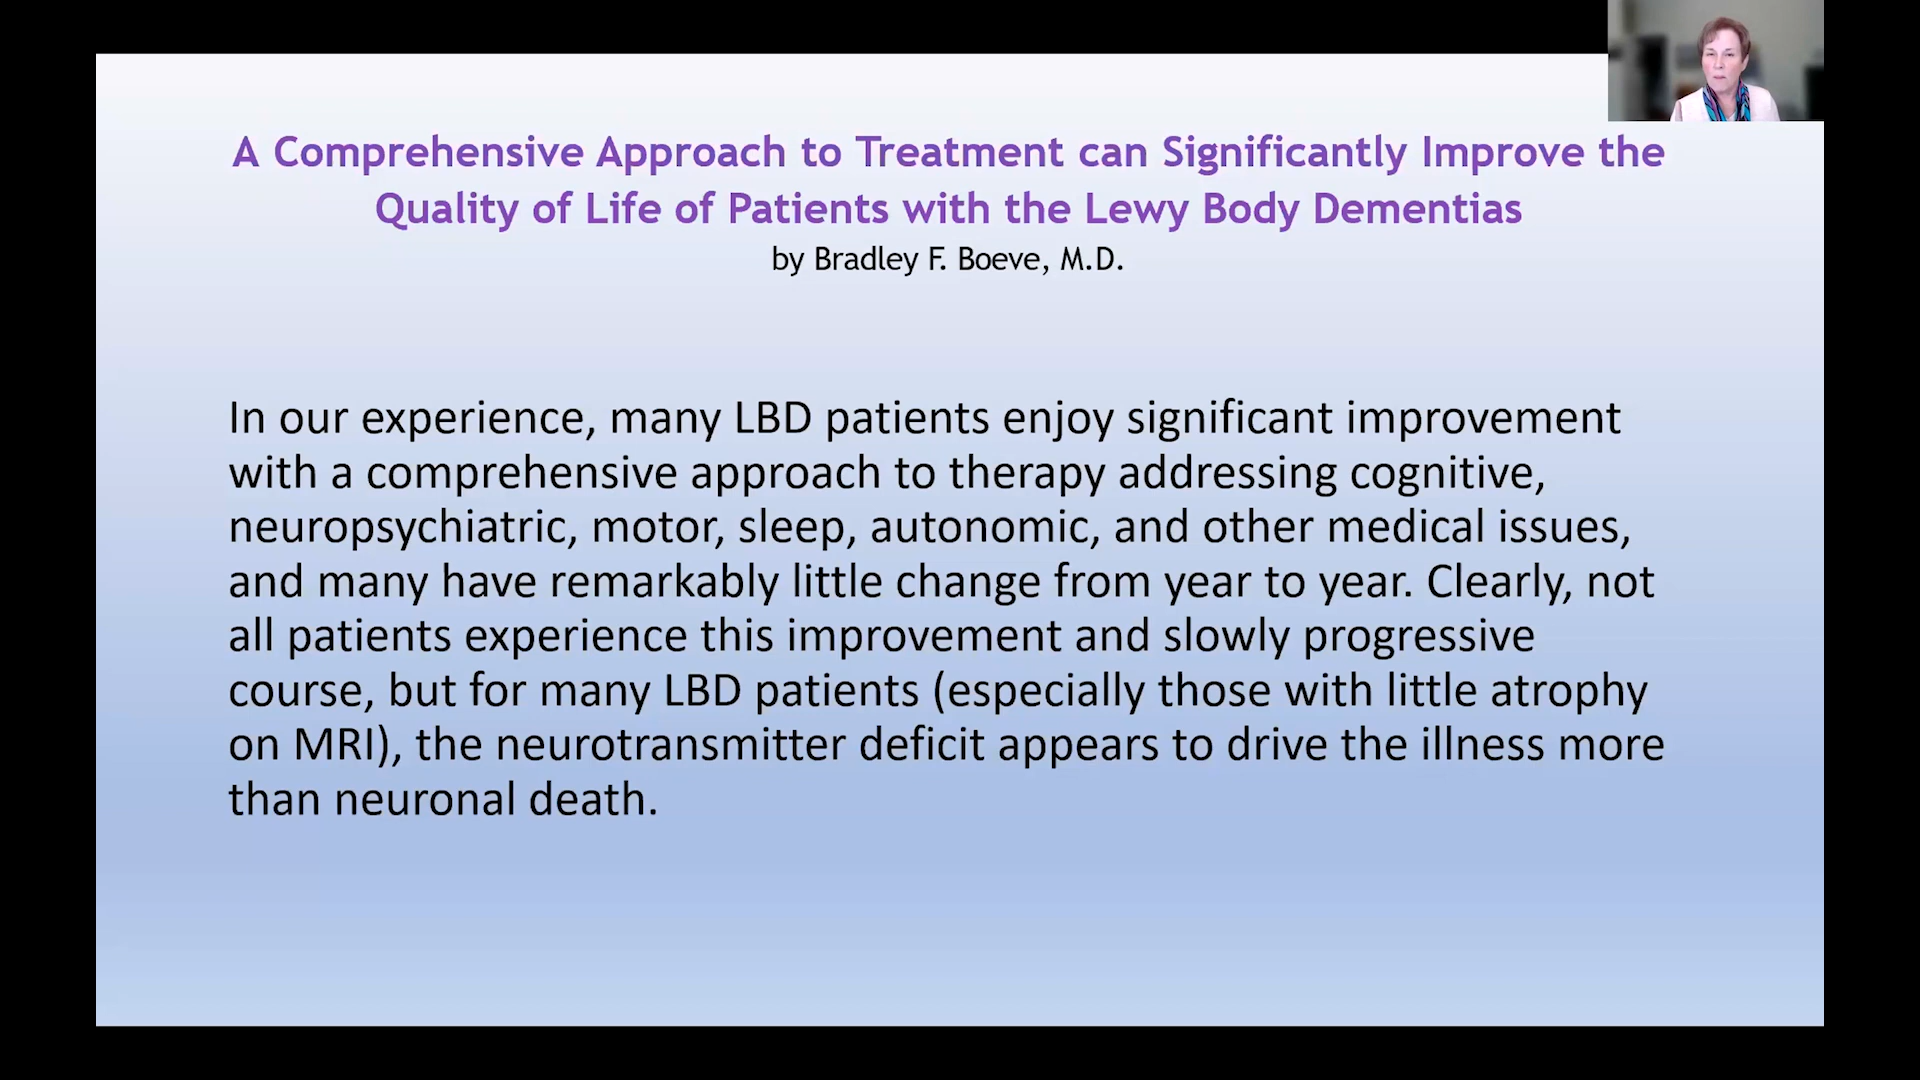 A Comprehensive Approach to Treatment can Significantly Improve the
Quality of Life of Patients with the Lewy Body Dementias
by Bradley F. Boeve, M.D.
In our experience, many LBD patients enjoy significant improvement
with a comprehensive approach to therapy addressing cognitive,
neuropsychiatric, motor, sleep, autonomic, and other medical issues,
and many have remarkably little change from year to year. Clearly, not
all patients experience this improvement and slowly progressive
course, but for many LBD patients (especially those with little atrophy
on MRI), the neurotransmitter deficit appears to drive the illness more
than neuronal death.